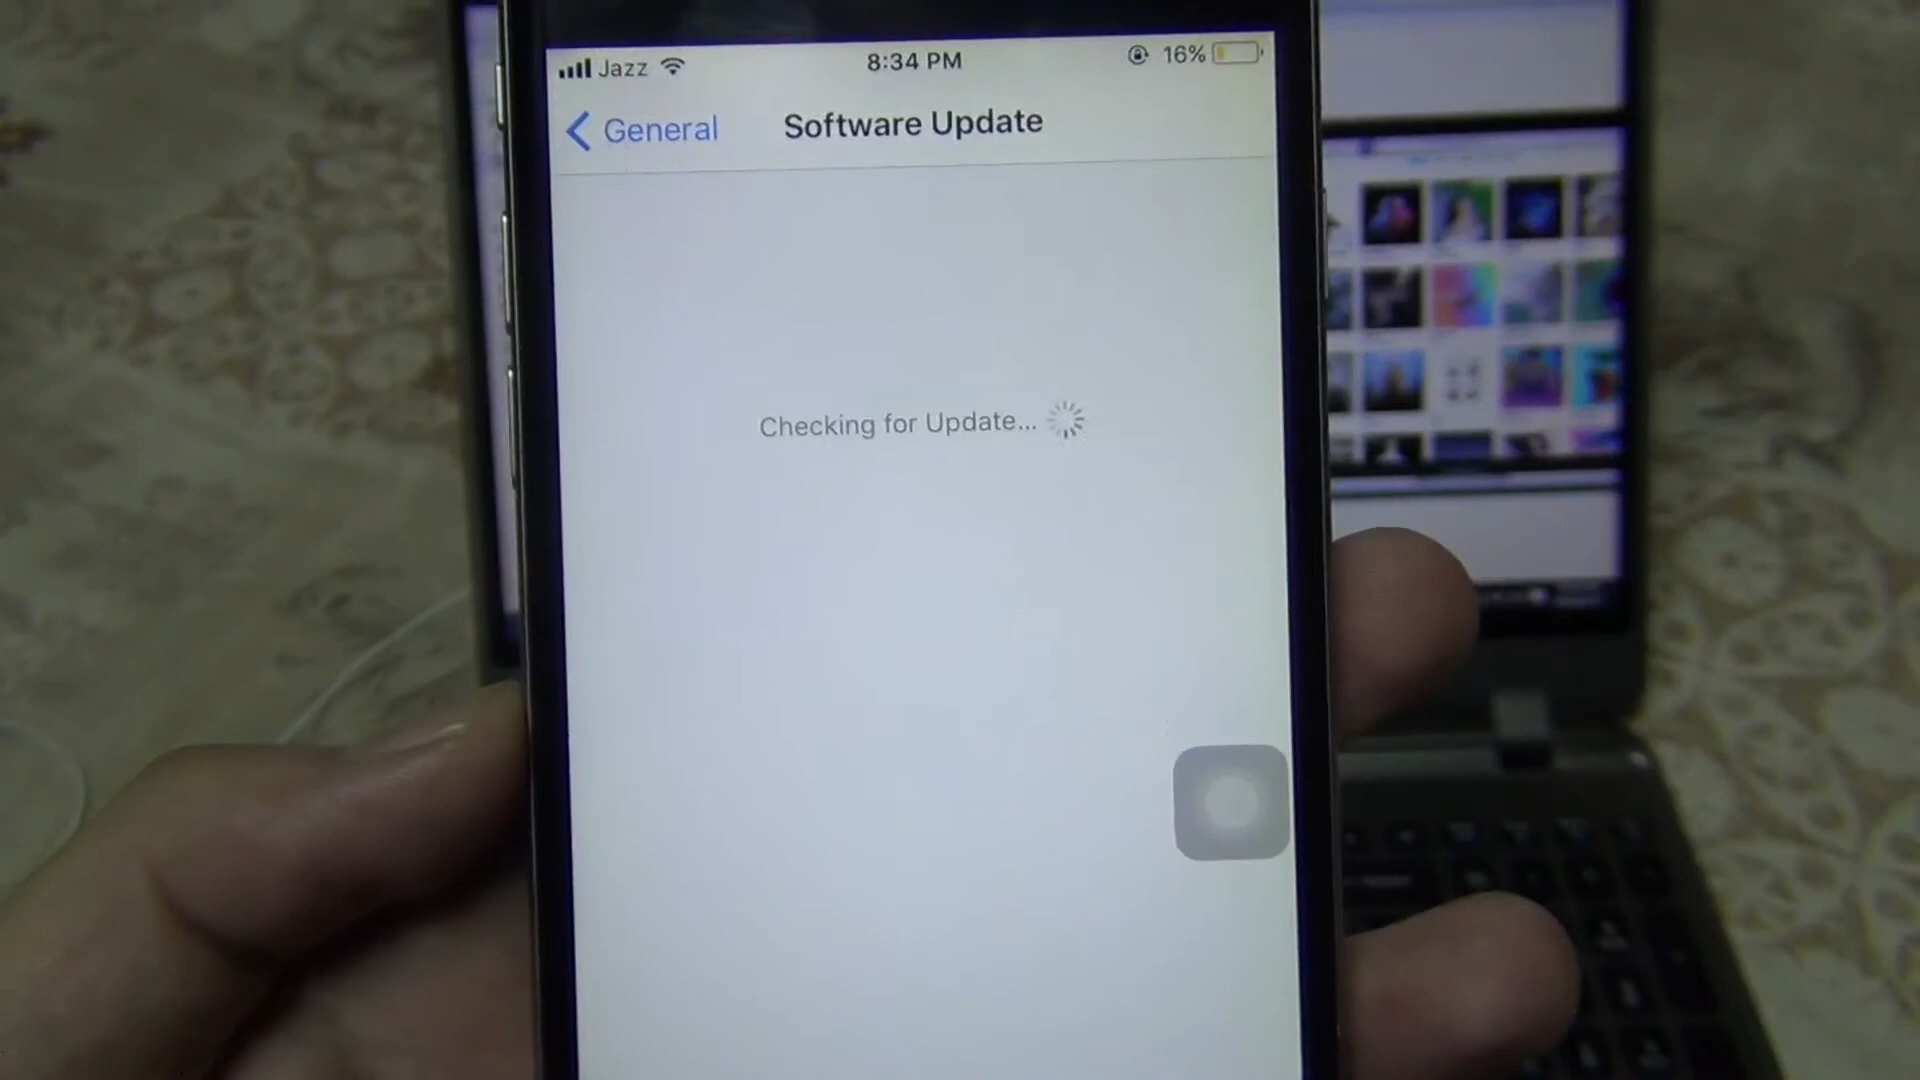 Jazz 8:34 PM 16%
General Software Update
Checking for Update...